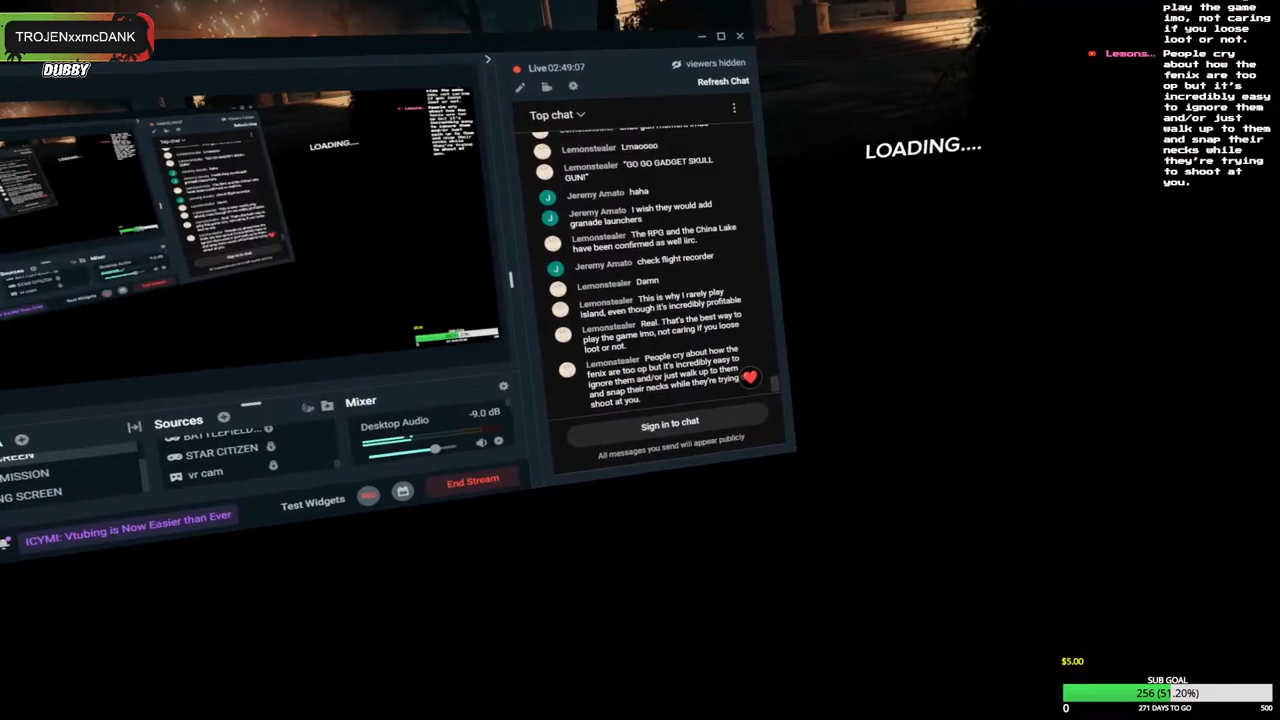 TROJENxxmcDANK
DUBBY
Live 02:49:07
viewers hidden
Refresh Chat
Top chat
Lemonstealer Lmaoooo
Lemonstealer "GO GO GADGET SKULL
GUN!"
Jeremy Amato haha
Jeremy Amato I wish they would add
granade launchers
Lemonstealer The RPG and the China Lake
have been confirmed as well iirc.
Jeremy Amato check flight recorder
Lemonstealer Damn
Lemonstealer This is why I rarely play
island, even though it's incredibly profitable
Lemonstealer Real. That's the best way to
play the game imo, not caring if you loose
loot or not.
Lemonstealer People cry about how the
fenix are too op but it's incredibly easy to
ignore them and/or just walk up to them
and snap their necks while they're trying
shoot at you.
Sign in to chat
All messages you send will appear publicly
LOADING....
LOADING....
play the game
imo, not caring
if you loose
loot or not.
Lemons... People cry
about how the
fenix are too
op but it's
incredibly easy
to ignore them
and/or just
walk up to them
and snap their
necks while
they're trying
to shoot at
you.
Sources
Mixer
Desktop Audio
-9.0 dB
BATTLEFIELD...
STAR CITIZEN
vr cam
MISSION
NG SCREEN
Test Widgets
REC
End Stream
ICYMI: Vtubing is Now Easier than Ever
$5.00
SUB GOAL
256 (51.20%)
0
271 DAYS TO GO
500